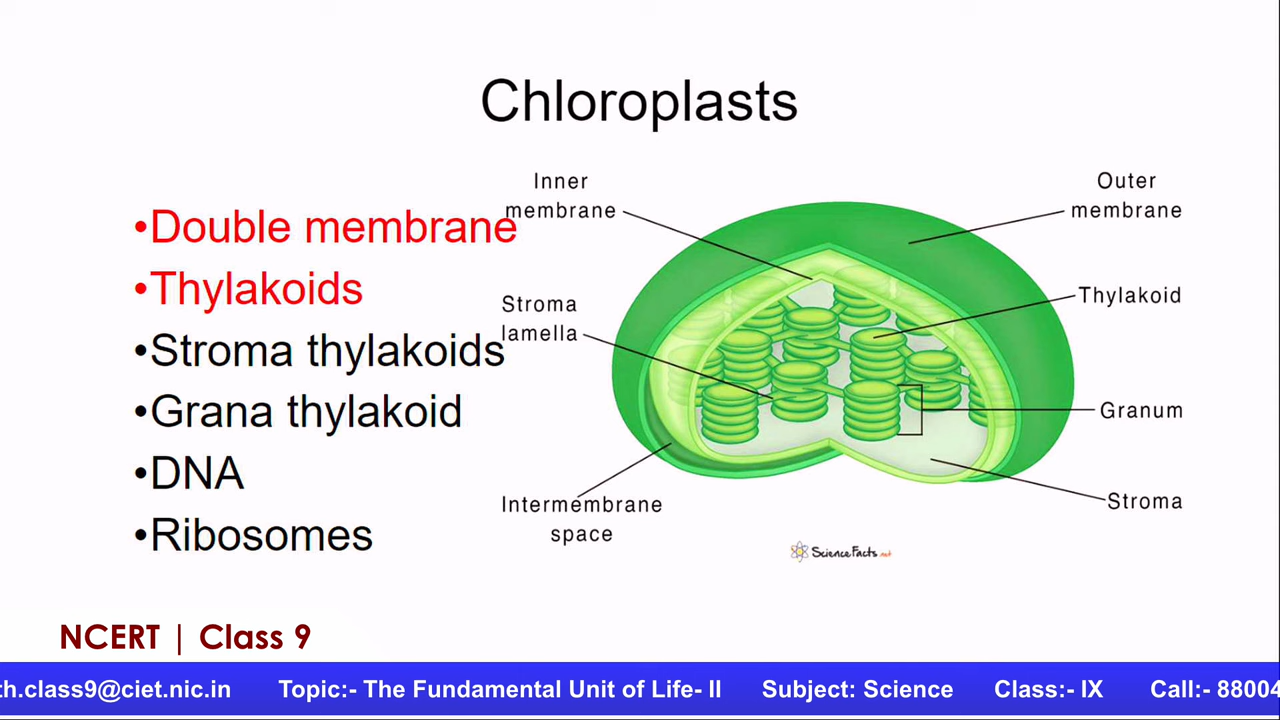 Chloroplasts
•Double membrane
•Thylakoids
•Stroma thylakoids
•Grana thylakoid
•DNA
•Ribosomes
Inner
membrane
Stroma
lamella
Intermembrane
space
Outer
membrane
Thylakoid
Granum
Stroma
ScienceFacts.net
NCERT | Class 9
th.class9@ciet.nic.in Topic:- The Fundamental Unit of Life- II Subject: Science Class:- IX Call:- 88004